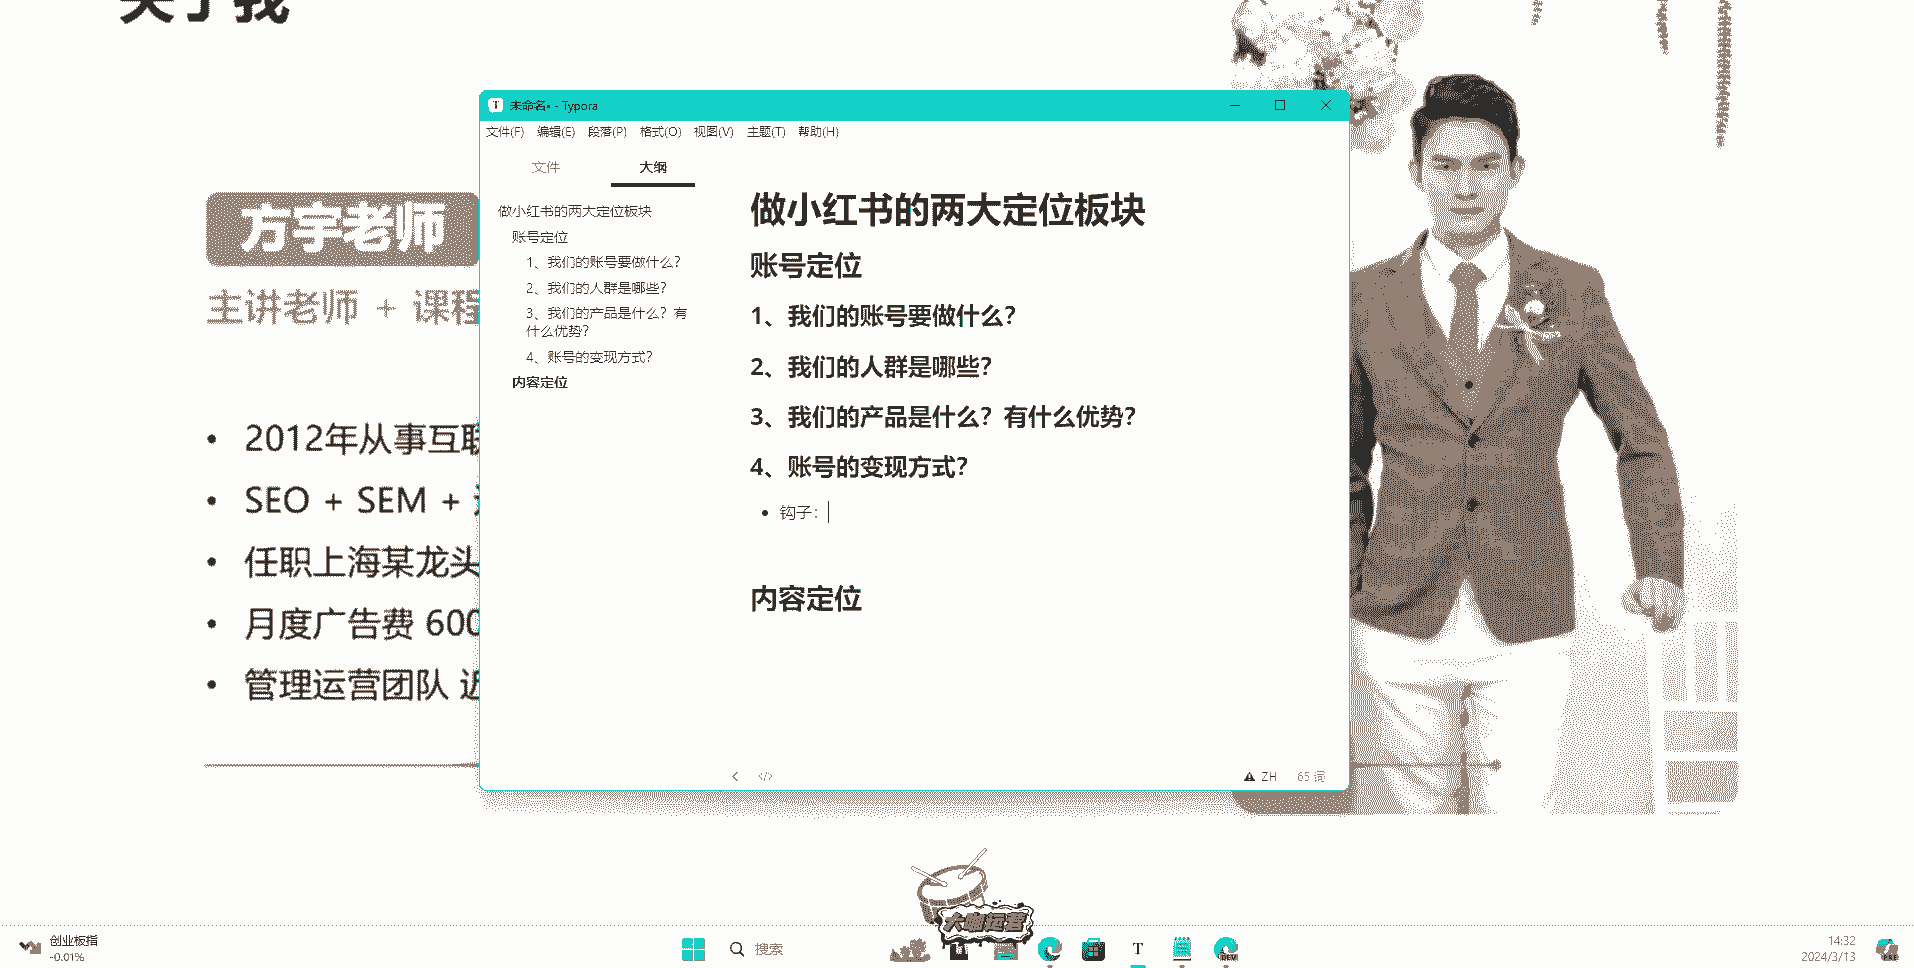 关于我
方宇老师
主讲老师 + 课程
• 2012年从事互联
• SEO + SEM +
• 任职上海某龙头
• 月度广告费 600
• 管理运营团队 近
未命名• - Typora
文件(F) 编辑(E) 段落(P) 格式(O) 视图(V) 主题(T) 帮助(H)
文件 大纲
做小红书的两大定位板块
账号定位
1、我们的账号要做什么？
2、我们的人群是哪些？
3、我们的产品是什么？有
什么优势？
4、账号的变现方式？
内容定位
做小红书的两大定位板块
账号定位
1、我们的账号要做什么？
2、我们的人群是哪些？
3、我们的产品是什么？有什么优势？
4、账号的变现方式？
• 钩子：
内容定位
ZH 65 词
大咖运营
创业板指
-0.01%
搜索
T
DEV
14:32
2024/3/13
PRE